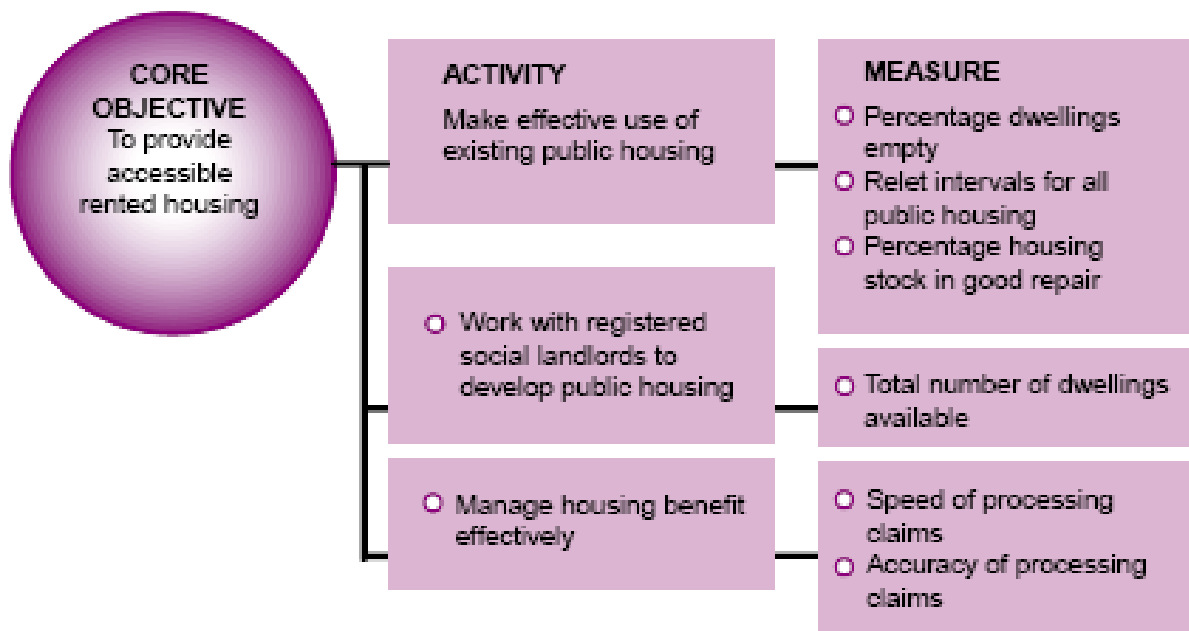 CORE
OBJECTIVE
To provide
accessible
rented housing
ACTIVITY
Make effective use of
existing public housing
MEASURE
Percentage dwellings
empty
Relet intervals for all
public housing
Percentage housing
stock in good repair
Work with registered
social landlords to
develop public housing
Total number of dwellings
available
Manage housing benefit
effectively
Speed of processing
claims
Accuracy of processing
claims